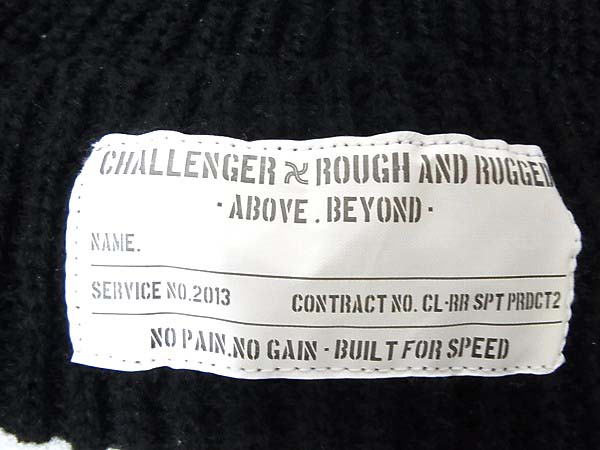 CHALLENGER ROUGH AND RUGGED
· ABOVE . BEYOND ·
NAME.
SERVICE NO.2013 CONTRACT NO. CL-RR SPT PRDCT2
NO PAIN.NO GAIN - BUILT FOR SPEED